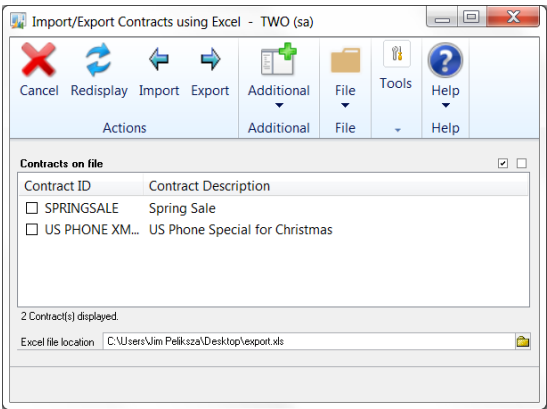 Import/Export Contracts using Excel - TWO (sa)
Cancel Redisplay Import Export Additional File Tools Help
Actions Additional File Help
Contracts on file
Contract ID Contract Description
SPRINGSALE Spring Sale
US PHONE XM... US Phone Special for Christmas
2 Contract(s) displayed.
Excel file location C:\Users\Jim Peliksza\Desktop\export.xls